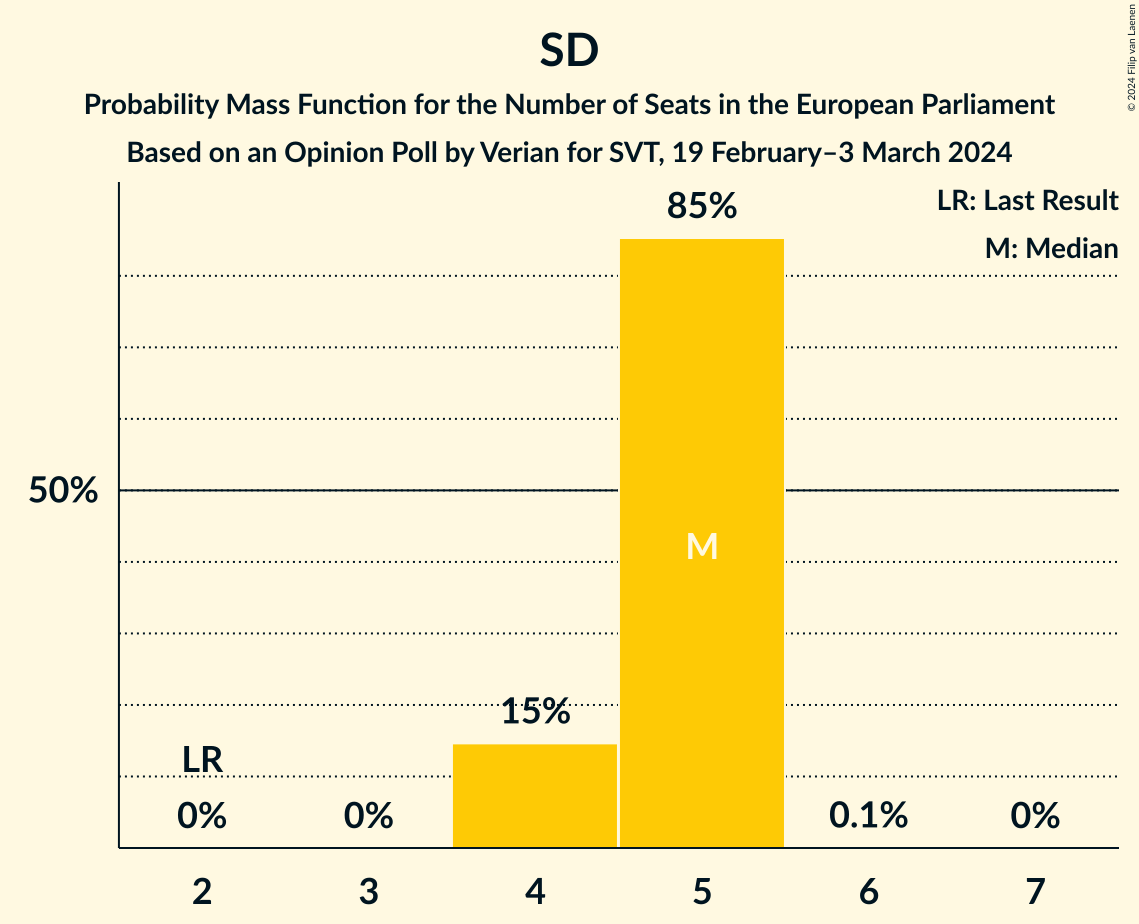 © 2024 Filip van Laenen
SD
Probability Mass Function for the Number of Seats in the European Parliament
Based on an Opinion Poll by Verian for SVT, 19 February–3 March 2024
LR: Last Result
M: Median
85%
50%
M
15%
LR
0%
0%
0.1%
0%
2
3
4
5
6
7